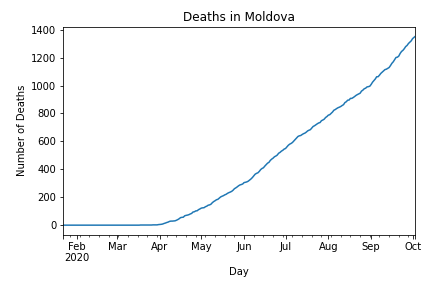 Deaths in Moldova
1400
1200
1000
800
600
400
200
0
Number of Deaths
Feb Mar Apr May Jun Jul Aug Sep Oct
2020
Day